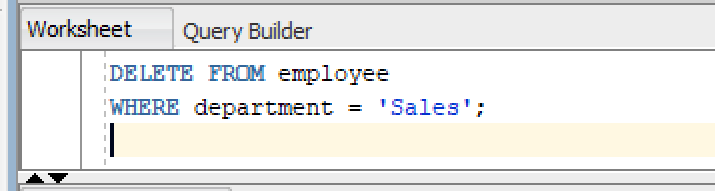 Worksheet Query Builder
DELETE FROM employee
WHERE department = 'Sales';